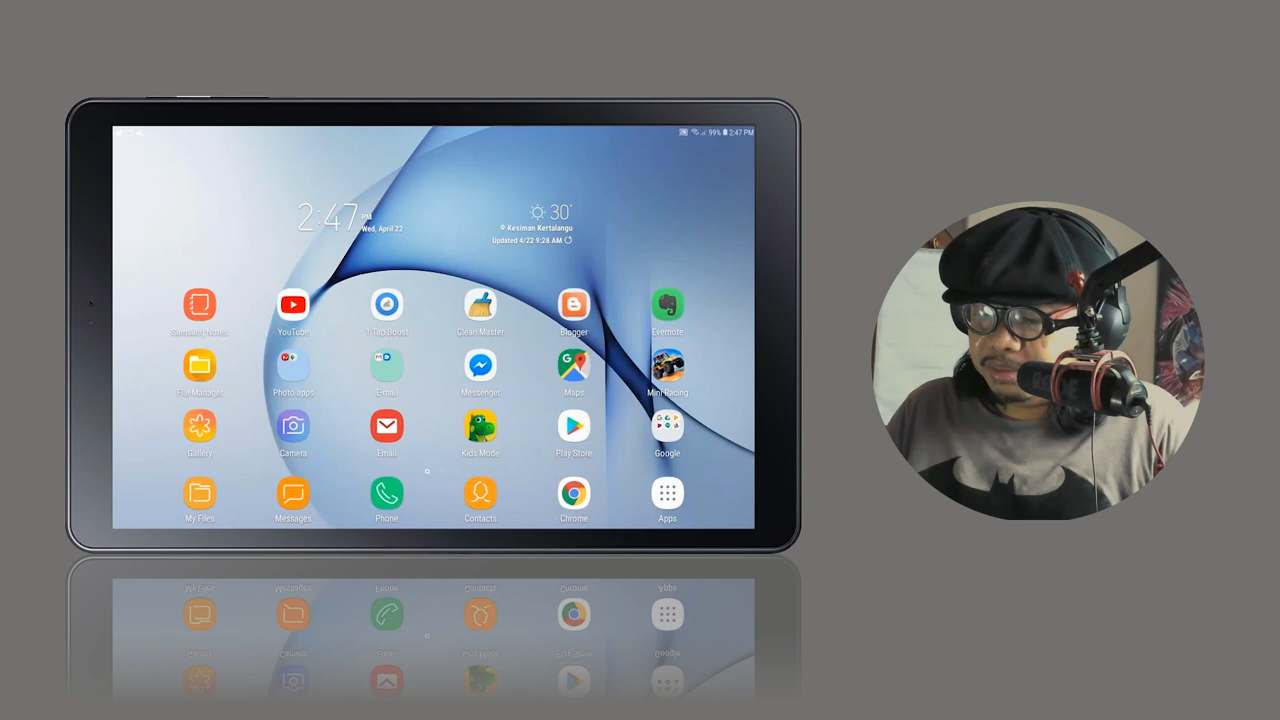 99% 2:47 PM
2:47 PM
Wed, April 22
30°
Kesiman Kertalangu
Updated 4/22 9:28 AM
Samsung Notes
YouTube
1 Tap Boost
Clean Master
Blogger
Evernote
File Manager
Photo apps
E-mail
Messenger
Maps
Mini Racing
Gallery
Camera
Email
Kids Mode
Play Store
Google
My Files
Messages
Phone
Contacts
Chrome
Apps
RODE